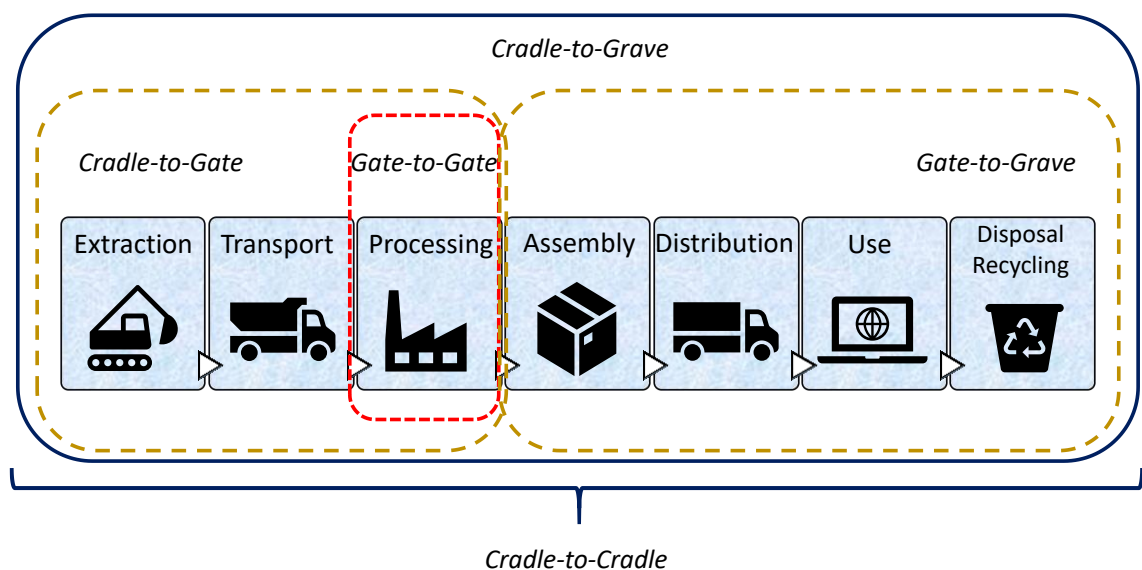 Cradle-to-Grave
Cradle-to-Gate
Gate-to-Gate
Gate-to-Grave
Extraction
Transport
Processing
Assembly
Distribution
Use
Disposal
Recycling
Cradle-to-Cradle